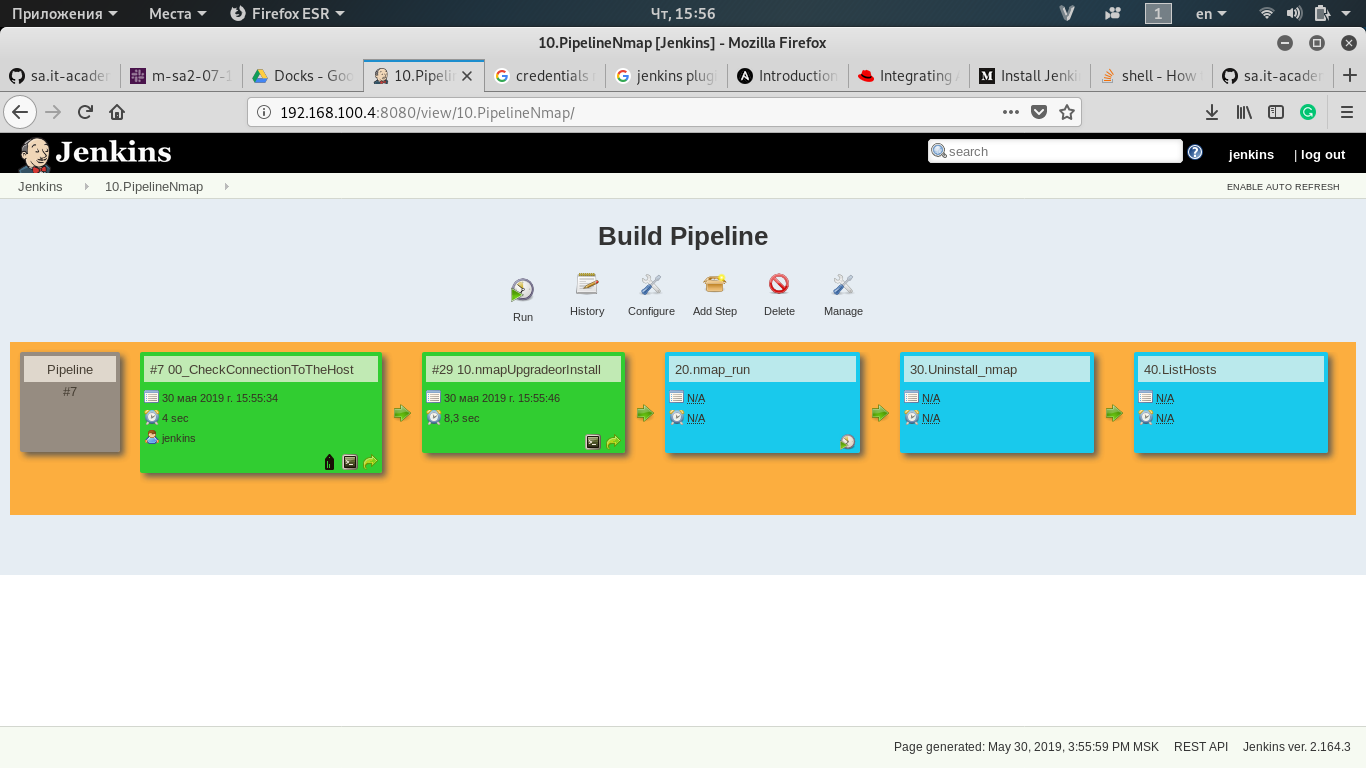 Приложения Места Firefox ESR Чт, 15:56 1 en
10.PipelineNmap [Jenkins] - Mozilla Firefox
sa.it-acader m-sa2-07-1 Docks - Goo 10.Pipelin credentials jenkins plugi Introduction Integrating A Install Jenki shell - How sa.it-acader
192.168.100.4:8080/view/10.PipelineNmap/
Jenkins search jenkins | log out
Jenkins 10.PipelineNmap ENABLE AUTO REFRESH
Build Pipeline
Run History Configure Add Step Delete Manage
Pipeline
#7
#7 00_CheckConnectionToTheHost
30 мая 2019 г. 15:55:34
4 sec
jenkins
#29 10.nmapUpgradeorInstall
30 мая 2019 г. 15:55:46
8,3 sec
20.nmap_run
N/A
N/A
30.Uninstall_nmap
N/A
N/A
40.ListHosts
N/A
N/A
Page generated: May 30, 2019, 3:55:59 PM MSK REST API Jenkins ver. 2.164.3